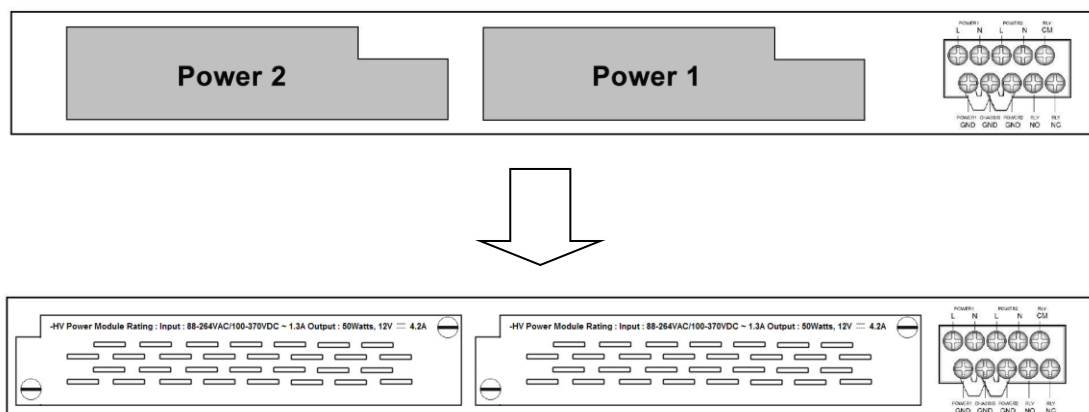 Power 2
Power 1
POWER1 POWER2 RLY
L N L N CM
POWER1 CHASSIS POWER2 RLY RLY
GND GND GND NO NC
-HV Power Module Rating : Input : 88-264VAC/100-370VDC ~ 1.3A Output : 50Watts, 12V ⎓ 4.2A
-HV Power Module Rating : Input : 88-264VAC/100-370VDC ~ 1.3A Output : 50Watts, 12V ⎓ 4.2A
POWER1 POWER2 RLY
L N L N CM
POWER1 CHASSIS POWER2 RLY RLY
GND GND GND NO NC